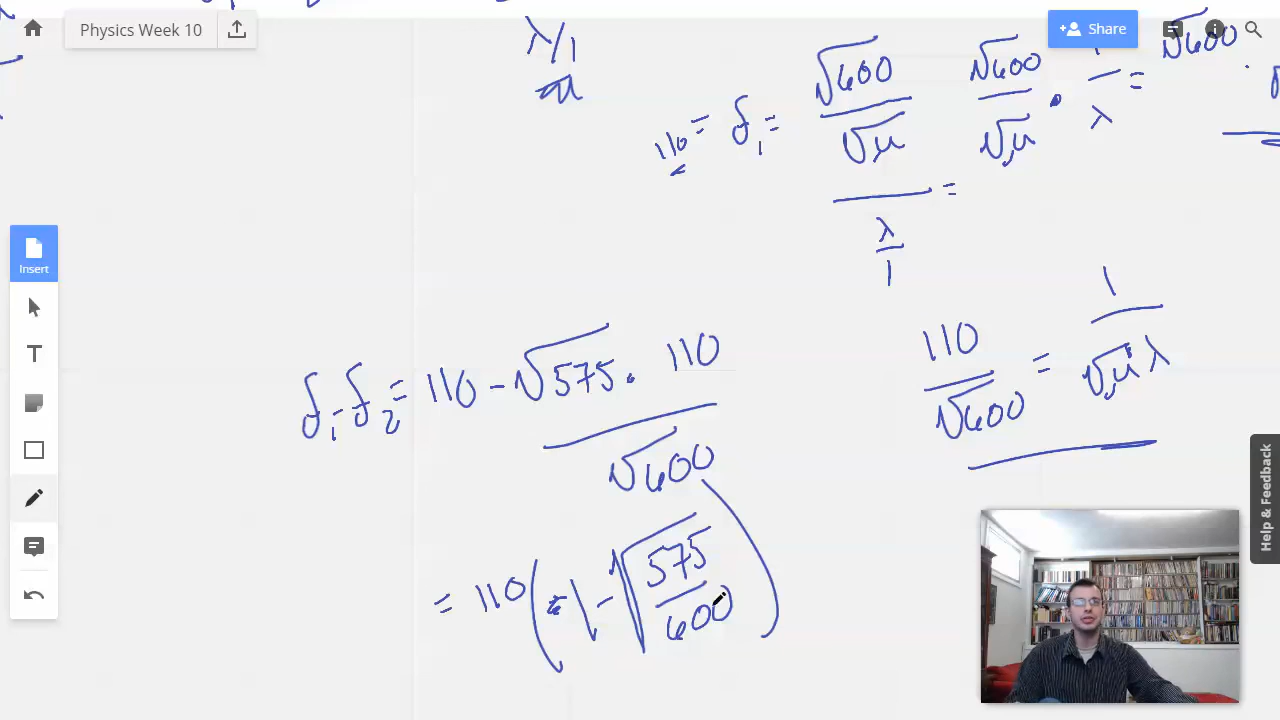 Physics Week 10
Share
Insert
T
λ/1
110 = f₁ = √600 / √μ / λ/1 =
√600 / √μ · 1/λ = √600
f₁ - f₂ = 110 - √575 · 110 / √600
110 / √600 = 1 / √μ λ
= 110 ( 1 - √575/600 )
Help & Feedback